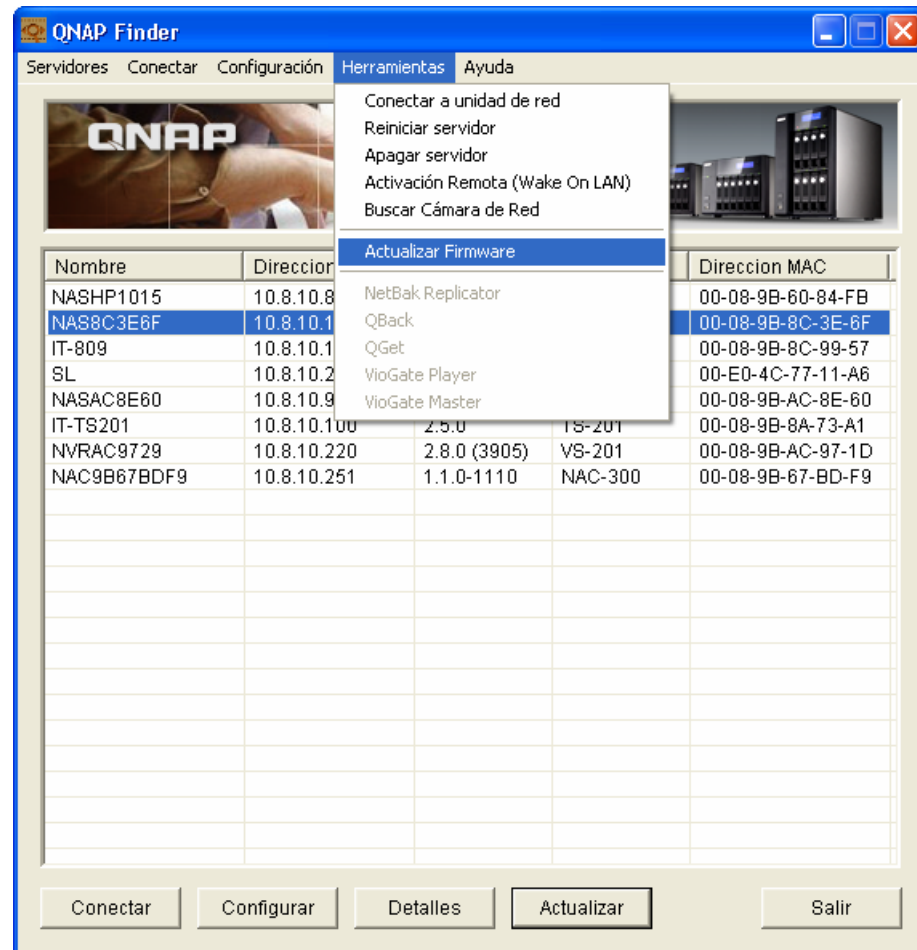 QNAP Finder
Servidores Conectar Configuración Herramientas Ayuda
QNAP
Conectar a unidad de red
Reiniciar servidor
Apagar servidor
Activación Remota (Wake On LAN)
Buscar Cámara de Red
Actualizar Firmware
NetBak Replicator
QBack
QGet
VioGate Player
VioGate Master
Nombre Direccion MAC
NASHP1015 10.8.10.8 00-08-9B-60-84-FB
NAS8C3E6F 10.8.10.1 00-08-9B-8C-3E-6F
IT-809 10.8.10.1 00-08-9B-8C-99-57
SL 10.8.10.2 00-E0-4C-77-11-A6
NASAC8E60 10.8.10.9 00-08-9B-AC-8E-60
IT-TS201 10.8.10.100 2.5.0 TS-201 00-08-9B-8A-73-A1
NVRAC9729 10.8.10.220 2.8.0 (3905) VS-201 00-08-9B-AC-97-1D
NAC9B67BDF9 10.8.10.251 1.1.0-1110 NAC-300 00-08-9B-67-BD-F9
Conectar Configurar Detalles Actualizar Salir